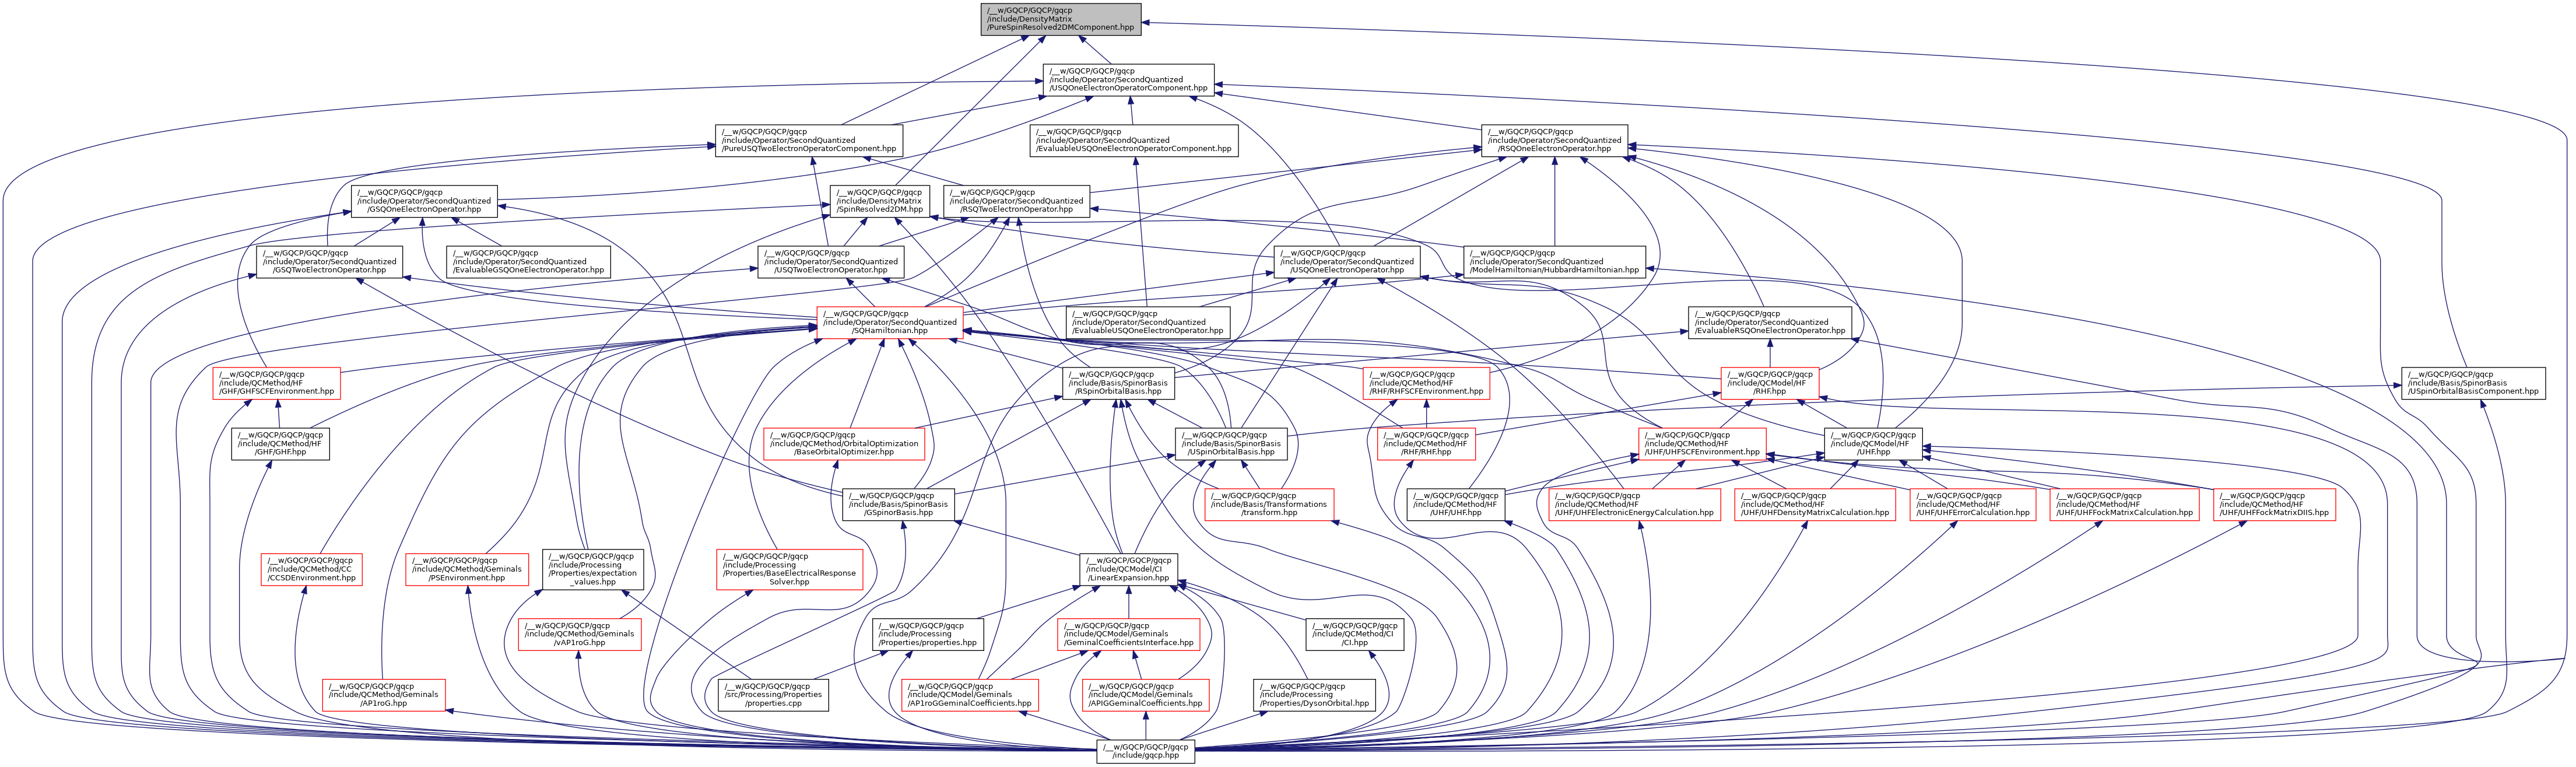 /__w/GQCP/GQCP/gqcp
/include/DensityMatrix
/PureSpinResolved2DMComponent.hpp
/__w/GQCP/GQCP/gqcp
/include/Operator/SecondQuantized
/USQOneElectronOperatorComponent.hpp
/__w/GQCP/GQCP/gqcp
/include/Operator/SecondQuantized
/PureUSQTwoElectronOperatorComponent.hpp
/__w/GQCP/GQCP/gqcp
/include/Operator/SecondQuantized
/EvaluableUSQOneElectronOperatorComponent.hpp
/__w/GQCP/GQCP/gqcp
/include/Operator/SecondQuantized
/RSQOneElectronOperator.hpp
/__w/GQCP/GQCP/gqcp
/include/Operator/SecondQuantized
/GSQOneElectronOperator.hpp
/__w/GQCP/GQCP/gqcp
/include/DensityMatrix
/SpinResolved2DM.hpp
/__w/GQCP/GQCP/gqcp
/include/Operator/SecondQuantized
/RSQTwoElectronOperator.hpp
/__w/GQCP/GQCP/gqcp
/include/Operator/SecondQuantized
/GSQTwoElectronOperator.hpp
/__w/GQCP/GQCP/gqcp
/include/Operator/SecondQuantized
/EvaluableGSQOneElectronOperator.hpp
/__w/GQCP/GQCP/gqcp
/include/Operator/SecondQuantized
/USQTwoElectronOperator.hpp
/__w/GQCP/GQCP/gqcp
/include/Operator/SecondQuantized
/USQOneElectronOperator.hpp
/__w/GQCP/GQCP/gqcp
/include/Operator/SecondQuantized
/ModelHamiltonian/HubbardHamiltonian.hpp
/__w/GQCP/GQCP/gqcp
/include/Operator/SecondQuantized
/SQHamiltonian.hpp
/__w/GQCP/GQCP/gqcp
/include/Operator/SecondQuantized
/EvaluableUSQOneElectronOperator.hpp
/__w/GQCP/GQCP/gqcp
/include/Operator/SecondQuantized
/EvaluableRSQOneElectronOperator.hpp
/__w/GQCP/GQCP/gqcp
/include/QCMethod/HF
/GHF/GHFSCFEnvironment.hpp
/__w/GQCP/GQCP/gqcp
/include/Basis/SpinorBasis
/RSpinOrbitalBasis.hpp
/__w/GQCP/GQCP/gqcp
/include/QCMethod/HF
/RHF/RHFSCFEnvironment.hpp
/__w/GQCP/GQCP/gqcp
/include/QCModel/HF
/RHF.hpp
/__w/GQCP/GQCP/gqcp
/include/Basis/SpinorBasis
/USpinOrbitalBasisComponent.hpp
/__w/GQCP/GQCP/gqcp
/include/QCMethod/HF
/GHF/GHF.hpp
/__w/GQCP/GQCP/gqcp
/include/QCMethod/OrbitalOptimization
/BaseOrbitalOptimizer.hpp
/__w/GQCP/GQCP/gqcp
/include/Basis/SpinorBasis
/USpinOrbitalBasis.hpp
/__w/GQCP/GQCP/gqcp
/include/QCMethod/HF
/RHF/RHF.hpp
/__w/GQCP/GQCP/gqcp
/include/QCMethod/HF
/UHF/UHFSCFEnvironment.hpp
/__w/GQCP/GQCP/gqcp
/include/QCModel/HF
/UHF.hpp
/__w/GQCP/GQCP/gqcp
/include/Basis/SpinorBasis
/GSpinorBasis.hpp
/__w/GQCP/GQCP/gqcp
/include/Basis/Transformations
/transform.hpp
/__w/GQCP/GQCP/gqcp
/include/QCMethod/HF
/UHF/UHF.hpp
/__w/GQCP/GQCP/gqcp
/include/QCMethod/HF
/UHF/UHFElectronicEnergyCalculation.hpp
/__w/GQCP/GQCP/gqcp
/include/QCMethod/HF
/UHF/UHFDensityMatrixCalculation.hpp
/__w/GQCP/GQCP/gqcp
/include/QCMethod/HF
/UHF/UHFErrorCalculation.hpp
/__w/GQCP/GQCP/gqcp
/include/QCMethod/HF
/UHF/UHFFockMatrixCalculation.hpp
/__w/GQCP/GQCP/gqcp
/include/QCMethod/HF
/UHF/UHFFockMatrixDIIS.hpp
/__w/GQCP/GQCP/gqcp
/include/QCMethod/CC
/CCSDEnvironment.hpp
/__w/GQCP/GQCP/gqcp
/include/QCMethod/Geminals
/PSEnvironment.hpp
/__w/GQCP/GQCP/gqcp
/include/Processing
/Properties/expectation
_values.hpp
/__w/GQCP/GQCP/gqcp
/include/Processing
/Properties/BaseElectricalResponse
Solver.hpp
/__w/GQCP/GQCP/gqcp
/include/QCModel/CI
/LinearExpansion.hpp
/__w/GQCP/GQCP/gqcp
/include/QCMethod/Geminals
/vAP1roG.hpp
/__w/GQCP/GQCP/gqcp
/include/Processing
/Properties/properties.hpp
/__w/GQCP/GQCP/gqcp
/include/QCModel/Geminals
/GeminalCoefficientsInterface.hpp
/__w/GQCP/GQCP/gqcp
/include/QCMethod/CI
/CI.hpp
/__w/GQCP/GQCP/gqcp
/include/QCMethod/Geminals
/AP1roG.hpp
/__w/GQCP/GQCP/gqcp
/src/Processing/Properties
/properties.cpp
/__w/GQCP/GQCP/gqcp
/include/QCModel/Geminals
/AP1roGGeminalCoefficients.hpp
/__w/GQCP/GQCP/gqcp
/include/QCModel/Geminals
/APIGGeminalCoefficients.hpp
/__w/GQCP/GQCP/gqcp
/include/Processing
/Properties/DysonOrbital.hpp
/__w/GQCP/GQCP/gqcp
/include/gqcp.hpp